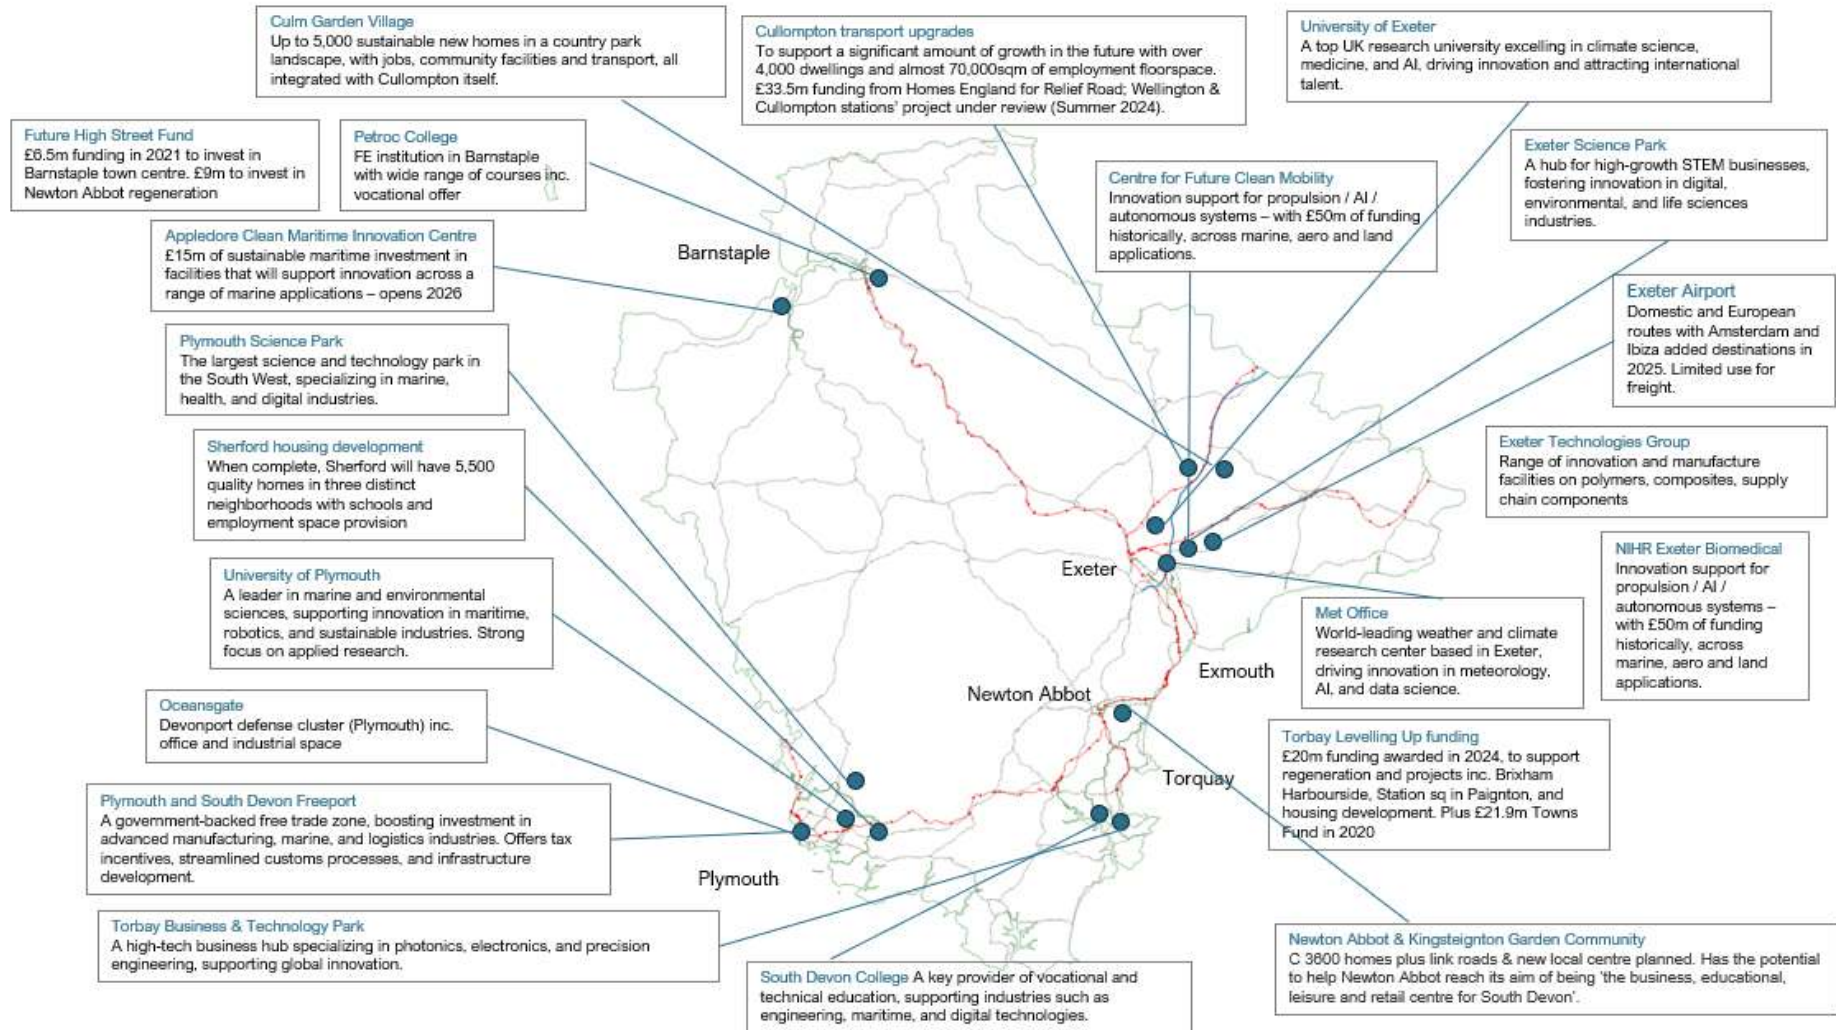 Culm Garden Village
Up to 5,000 sustainable new homes in a country park
landscape, with jobs, community facilities and transport, all
integrated with Cullompton itself.
Cullompton transport upgrades
To support a significant amount of growth in the future with over
4,000 dwellings and almost 70,000sqm of employment floorspace.
£33.5m funding from Homes England for Relief Road; Wellington &
Cullompton stations' project under review (Summer 2024).
University of Exeter
A top UK research university excelling in climate science,
medicine, and AI, driving innovation and attracting international
talent.
Future High Street Fund
£6.5m funding in 2021 to invest in
Barnstaple town centre. £9m to invest in
Newton Abbot regeneration
Petroc College
FE institution in Barnstaple
with wide range of courses inc.
vocational offer
Centre for Future Clean Mobility
Innovation support for propulsion / AI /
autonomous systems – with £50m of funding
historically, across marine, aero and land
applications.
Exeter Science Park
A hub for high-growth STEM businesses,
fostering innovation in digital,
environmental, and life sciences
industries.
Appledore Clean Maritime Innovation Centre
£15m of sustainable maritime investment in
facilities that will support innovation across a
range of marine applications – opens 2026
Barnstaple
Exeter Airport
Domestic and European
routes with Amsterdam and
Ibiza added destinations in
2025. Limited use for
freight.
Plymouth Science Park
The largest science and technology park in
the South West, specializing in marine,
health, and digital industries.
Sherford housing development
When complete, Sherford will have 5,500
quality homes in three distinct
neighborhoods with schools and
employment space provision
Exeter Technologies Group
Range of innovation and manufacture
facilities on polymers, composites, supply
chain components
NIHR Exeter Biomedical
Innovation support for
propulsion / AI /
autonomous systems –
with £50m of funding
historically, across
marine, aero and land
applications.
Exeter
University of Plymouth
A leader in marine and environmental
sciences, supporting innovation in maritime,
robotics, and sustainable industries. Strong
focus on applied research.
Met Office
World-leading weather and climate
research center based in Exeter,
driving innovation in meteorology,
AI, and data science.
Exmouth
Newton Abbot
Oceansgate
Devonport defense cluster (Plymouth) inc.
office and industrial space
Torbay Levelling Up funding
£20m funding awarded in 2024, to support
regeneration and projects inc. Brixham
Harbourside, Station sq in Paignton, and
housing development. Plus £21.9m Towns
Fund in 2020
Torquay
Plymouth and South Devon Freeport
A government-backed free trade zone, boosting investment in
advanced manufacturing, marine, and logistics industries. Offers tax
incentives, streamlined customs processes, and infrastructure
development.
Plymouth
Torbay Business & Technology Park
A high-tech business hub specializing in photonics, electronics, and precision
engineering, supporting global innovation.
South Devon College A key provider of vocational and
technical education, supporting industries such as
engineering, maritime, and digital technologies.
Newton Abbot & Kingsteignton Garden Community
C 3600 homes plus link roads & new local centre planned. Has the potential
to help Newton Abbot reach its aim of being 'the business, educational,
leisure and retail centre for South Devon'.